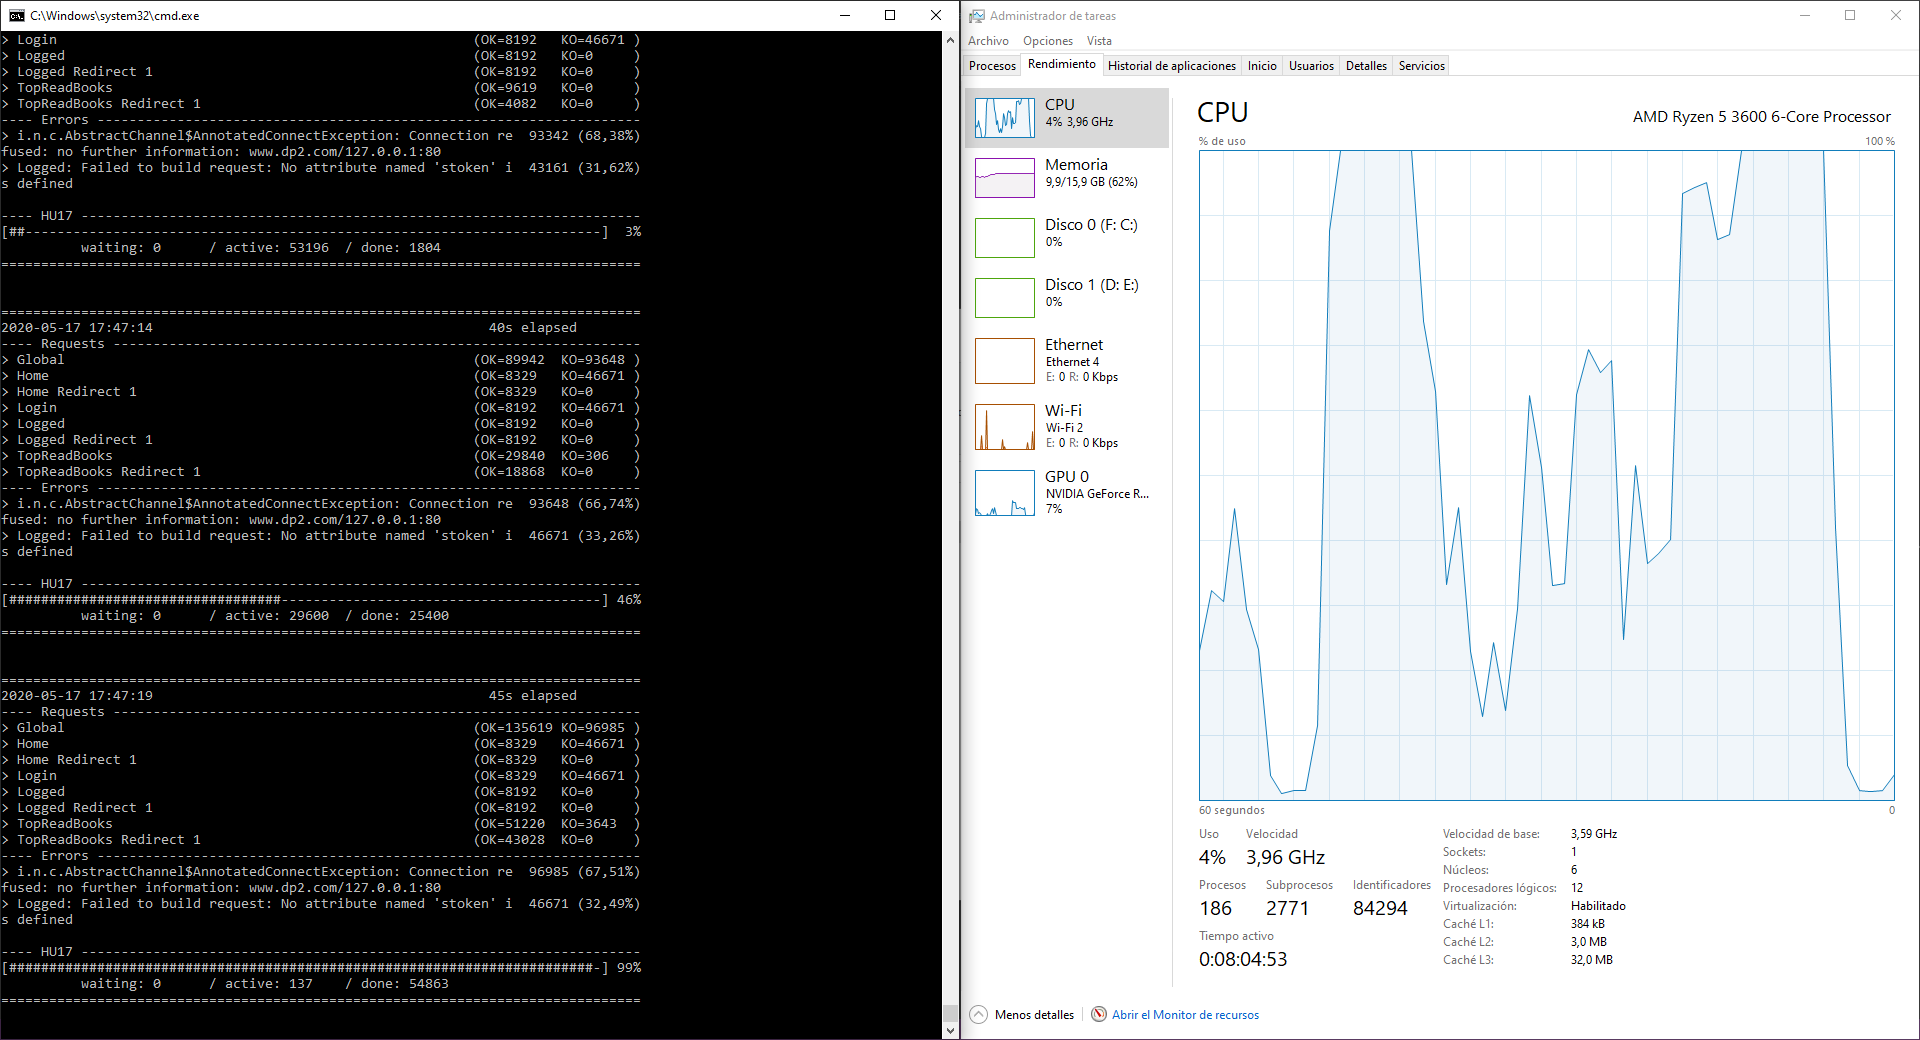 C:\Windows\system32\cmd.exe
> Login (OK=8192 KO=46671 )
> Logged (OK=8192 KO=0 )
> Logged Redirect 1 (OK=8192 KO=0 )
> TopReadBooks (OK=9619 KO=0 )
> TopReadBooks Redirect 1 (OK=4082 KO=0 )
---- Errors --------------------------------------------------------------------
> i.n.c.AbstractChannel$AnnotatedConnectException: Connection re 93342 (68,38%)
fused: no further information: www.dp2.com/127.0.0.1:80
> Logged: Failed to build request: No attribute named 'stoken' i 43161 (31,62%)
s defined
---- HU17 ----------------------------------------------------------------------
[##------------------------------------------------------------------------] 3%
waiting: 0 / active: 53196 / done: 1804
================================================================================
================================================================================
2020-05-17 17:47:14 40s elapsed
---- Requests ------------------------------------------------------------------
> Global (OK=89942 KO=93648 )
> Home (OK=8329 KO=46671 )
> Home Redirect 1 (OK=8329 KO=0 )
> Login (OK=8192 KO=46671 )
> Logged (OK=8192 KO=0 )
> Logged Redirect 1 (OK=8192 KO=0 )
> TopReadBooks (OK=29840 KO=306 )
> TopReadBooks Redirect 1 (OK=18868 KO=0 )
---- Errors --------------------------------------------------------------------
> i.n.c.AbstractChannel$AnnotatedConnectException: Connection re 93648 (66,74%)
fused: no further information: www.dp2.com/127.0.0.1:80
> Logged: Failed to build request: No attribute named 'stoken' i 46671 (33,26%)
s defined
---- HU17 ----------------------------------------------------------------------
[##################################----------------------------------------] 46%
waiting: 0 / active: 29600 / done: 25400
================================================================================
================================================================================
2020-05-17 17:47:19 45s elapsed
---- Requests ------------------------------------------------------------------
> Global (OK=135619 KO=96985 )
> Home (OK=8329 KO=46671 )
> Home Redirect 1 (OK=8329 KO=0 )
> Login (OK=8329 KO=46671 )
> Logged (OK=8192 KO=0 )
> Logged Redirect 1 (OK=8192 KO=0 )
> TopReadBooks (OK=51220 KO=3643 )
> TopReadBooks Redirect 1 (OK=43028 KO=0 )
---- Errors --------------------------------------------------------------------
> i.n.c.AbstractChannel$AnnotatedConnectException: Connection re 96985 (67,51%)
fused: no further information: www.dp2.com/127.0.0.1:80
> Logged: Failed to build request: No attribute named 'stoken' i 46671 (32,49%)
s defined
---- HU17 ----------------------------------------------------------------------
[#########################################################################-] 99%
waiting: 0 / active: 137 / done: 54863
================================================================================
Administrador de tareas
Archivo Opciones Vista
Procesos Rendimiento Historial de aplicaciones Inicio Usuarios Detalles Servicios
CPU
4% 3,96 GHz
Memoria
9,9/15,9 GB (62%)
Disco 0 (F: C:)
0%
Disco 1 (D: E:)
0%
Ethernet
Ethernet 4
E: 0 R: 0 Kbps
Wi-Fi
Wi-Fi 2
E: 0 R: 0 Kbps
GPU 0
NVIDIA GeForce R...
7%
CPU AMD Ryzen 5 3600 6-Core Processor
% de uso 100 %
60 segundos 0
Uso Velocidad
4% 3,96 GHz
Procesos Subprocesos Identificadores
186 2771 84294
Tiempo activo
0:08:04:53
Velocidad de base: 3,59 GHz
Sockets: 1
Núcleos: 6
Procesadores lógicos: 12
Virtualización: Habilitado
Caché L1: 384 kB
Caché L2: 3,0 MB
Caché L3: 32,0 MB
Menos detalles Abrir el Monitor de recursos